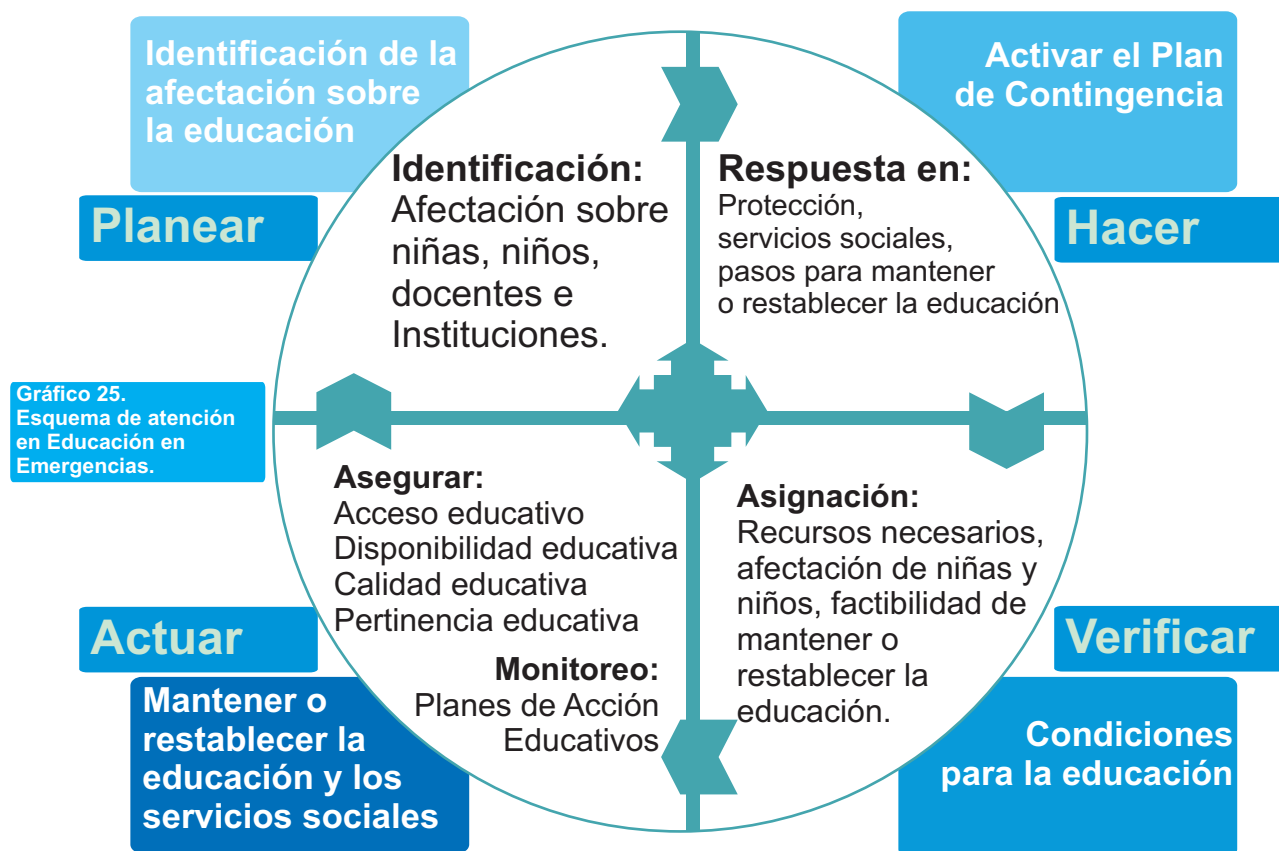 Identificación de la
afectación sobre
la educación
Planear
Identificación:
Afectación sobre
niñas, niños,
docentes e
Instituciones.
Activar el Plan
de Contingencia
Hacer
Respuesta en:
Protección,
servicios sociales,
pasos para mantener
o restablecer la educación
Gráfico 25.
Esquema de atención
en Educación en
Emergencias.
Asignación:
Recursos necesarios,
afectación de niñas y
niños, factibilidad de
mantener o
restablecer la
educación.
Verificar
Condiciones
para la educación
Asegurar:
Acceso educativo
Disponibilidad educativa
Calidad educativa
Pertinencia educativa
Monitoreo:
Planes de Acción
Educativos
Actuar
Mantener o
restablecer la
educación y los
servicios sociales